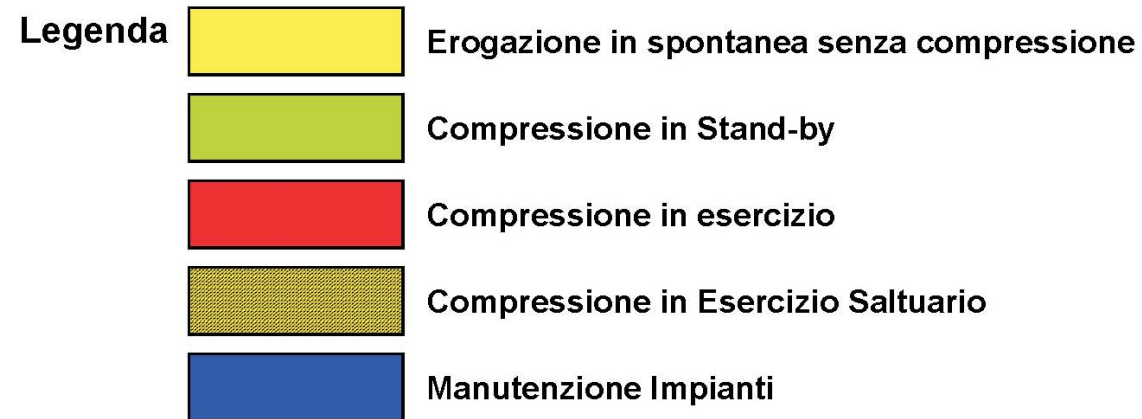 Legenda
Erogazione in spontanea senza compressione
Compressione in Stand-by
Compressione in esercizio
Compressione in Esercizio Saltuario
Manutenzione Impianti